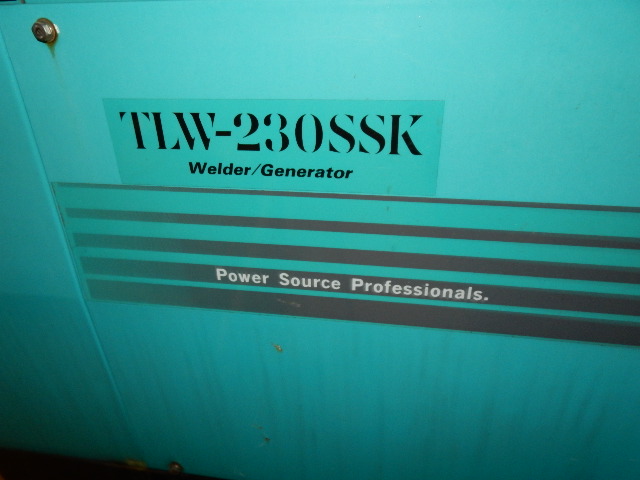 TLW-230SSK
Welder/Generator
Power Source Professionals.